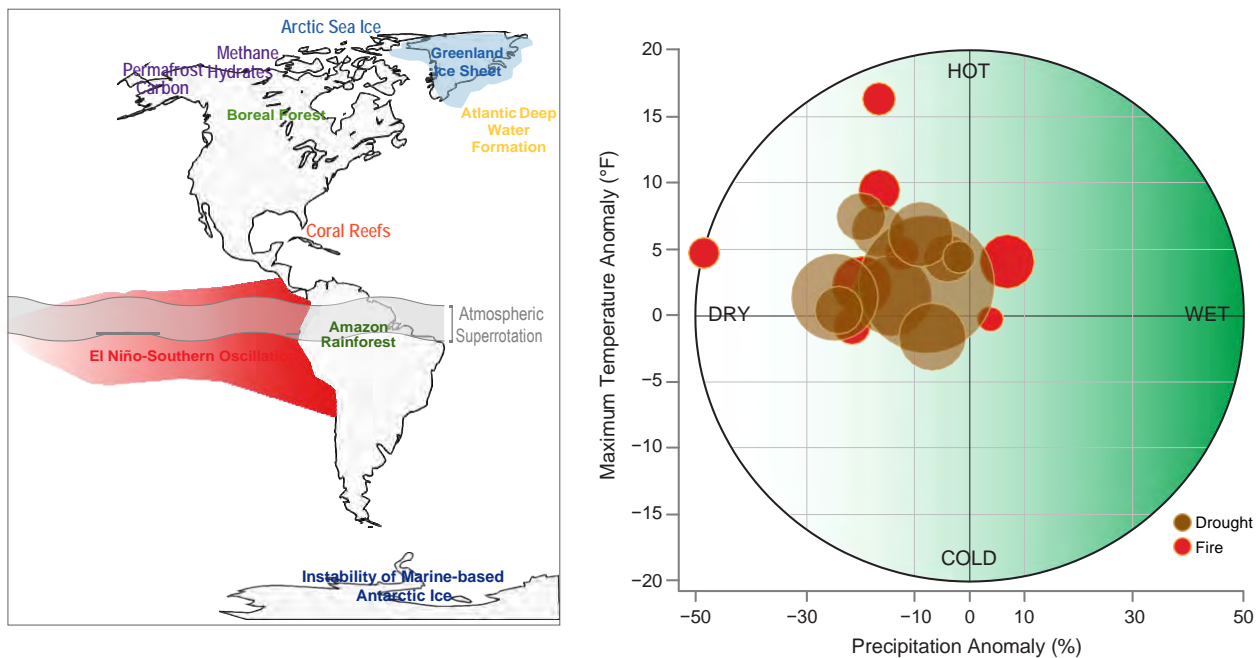 Arctic Sea Ice
Methane
Hydrates
Permafrost
Carbon
Greenland
Ice Sheet
Boreal Forest
Atlantic Deep
Water
Formation
Coral Reefs
Atmospheric
Superrotation
Amazon
Rainforest
El Niño-Southern Oscillation
Instability of Marine-based
Antarctic Ice
Maximum Temperature Anomaly (°F)
20
15
10
5
0
−5
−10
−15
−20
HOT
DRY
WET
COLD
Drought
Fire
−50
−30
−10
0
10
30
50
Precipitation Anomaly (%)